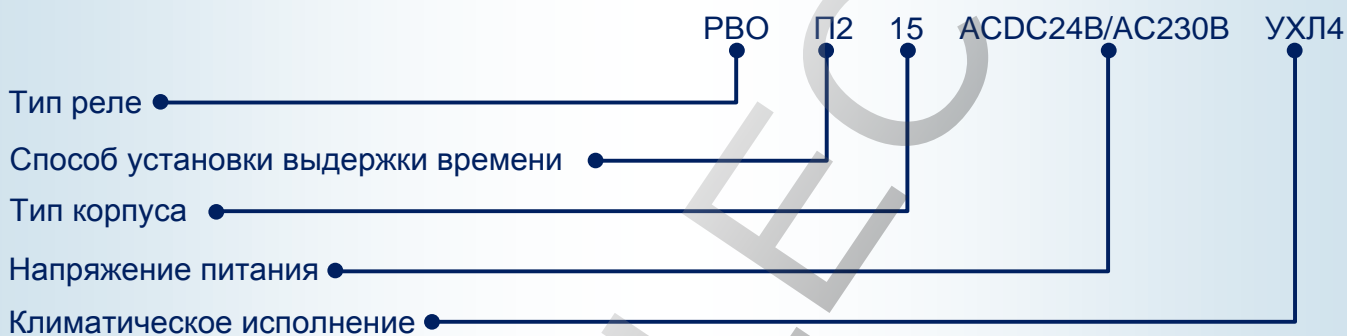 РВО П2 15 ACDC24В/AC230В УХЛ4
Тип реле
Способ установки выдержки времени
Тип корпуса
Напряжение питания
Климатическое исполнение